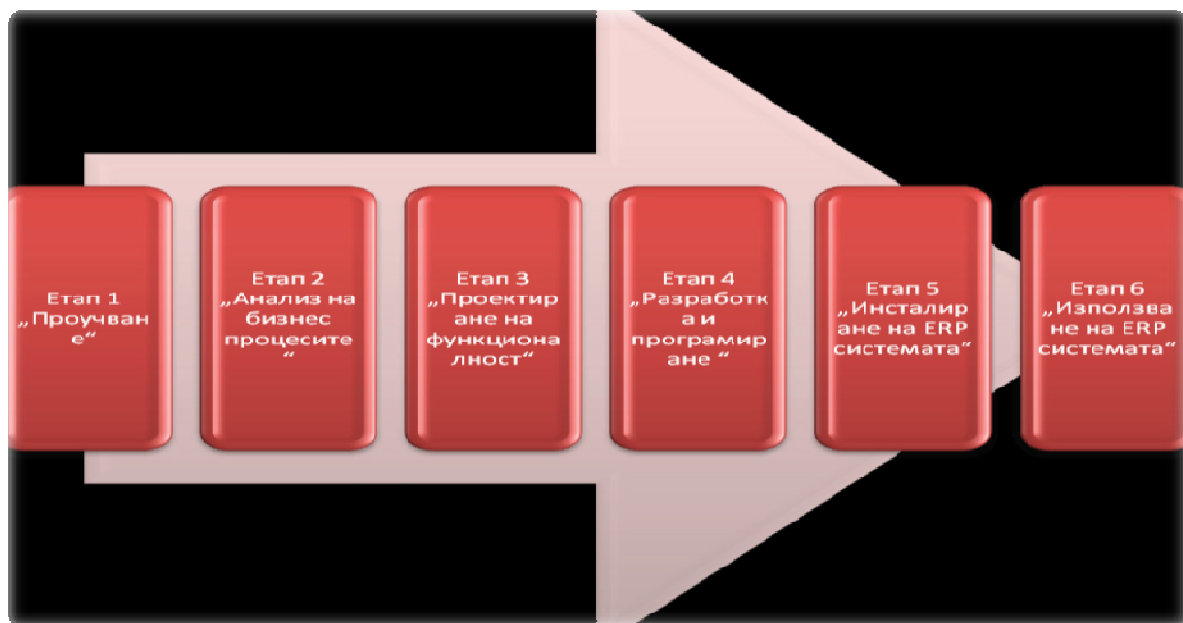 Етап 1
„Проучван
е“
Етап 2
„Анализ на
бизнес
процесите
“
Етап 3
„Проектир
ане на
функциона
лност“
Етап 4
„Разработк
а и
програмир
ане “
Етап 5
„Инсталир
ане на ERP
системата“
Етап 6
„Използва
не на ERP
системата“